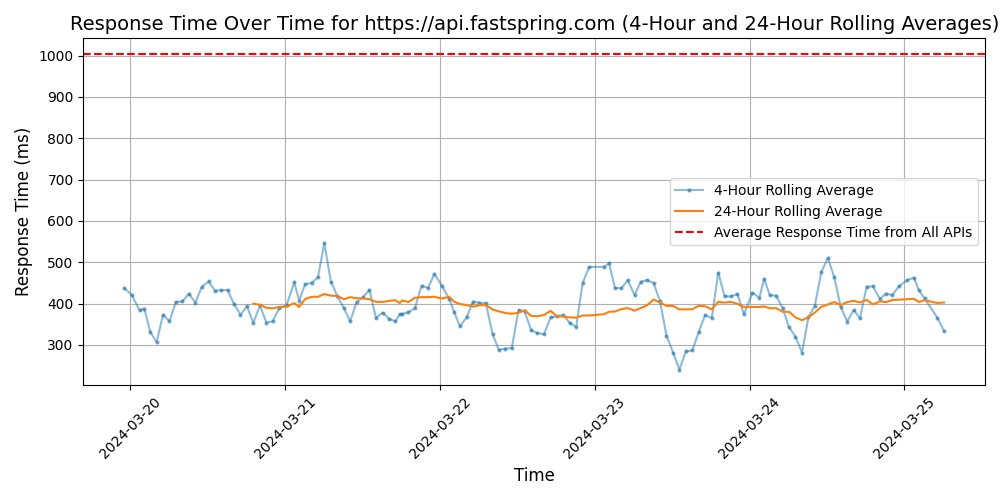 Response Time Over Time for https://api.fastspring.com (4-Hour and 24-Hour Rolling Averages)
Response Time (ms)
1000
900
800
700
600
500
400
300
4-Hour Rolling Average
24-Hour Rolling Average
Average Response Time from All APIs
2024-03-20
2024-03-21
2024-03-22
2024-03-23
2024-03-24
2024-03-25
Time